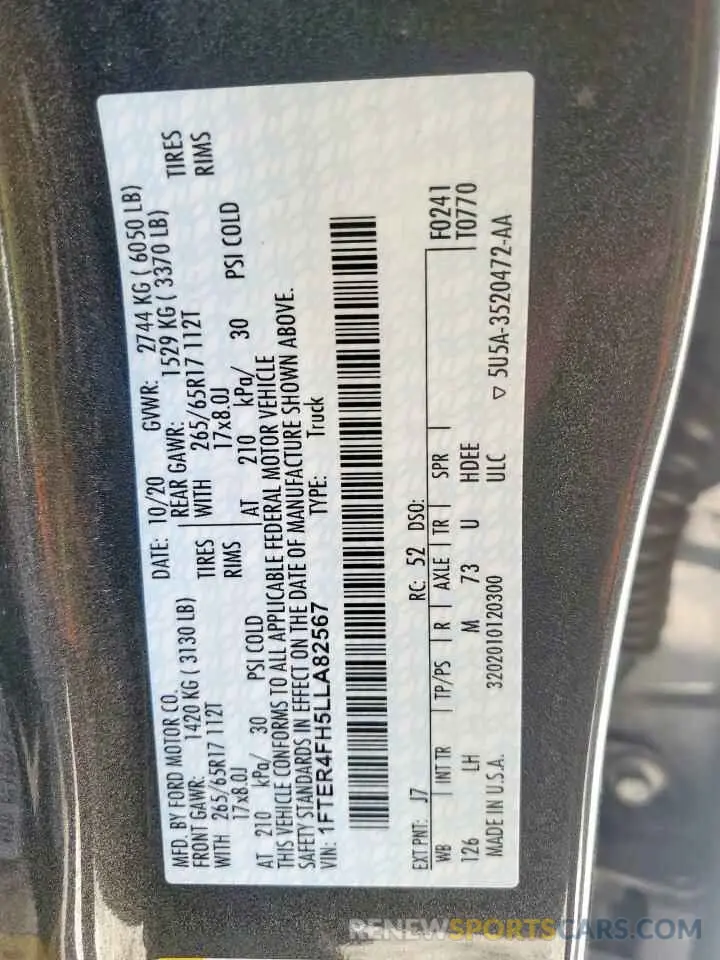 MFD. BY FORD MOTOR CO. DATE: 10/20 GVWR: 2744 KG ( 6050 LB)
FRONT GAWR: 1420 KG ( 3130 LB) REAR GAWR: 1529 KG ( 3370 LB)
WITH 265/65R17 112T TIRES WITH 265/65R17 112T TIRES
17x8.0J RIMS 17x8.0J RIMS
AT 210 kPa/ 30 PSI COLD AT 210 kPa/ 30 PSI COLD
THIS VEHICLE CONFORMS TO ALL APPLICABLE FEDERAL MOTOR VEHICLE
SAFETY STANDARDS IN EFFECT ON THE DATE OF MANUFACTURE SHOWN ABOVE.
VIN: 1FTER4FH5LLA82567 TYPE: Truck
EXT PNT: J7 RC: 52 DSO: F0241
WB INT TR TP/PS R AXLE TR SPR T0770
126 LH M 73 U HDEE
MADE IN U.S.A. 3202010120300 ULC ▽ 5U5A-3520472-AA
RENEWSPORTSCARS.COM